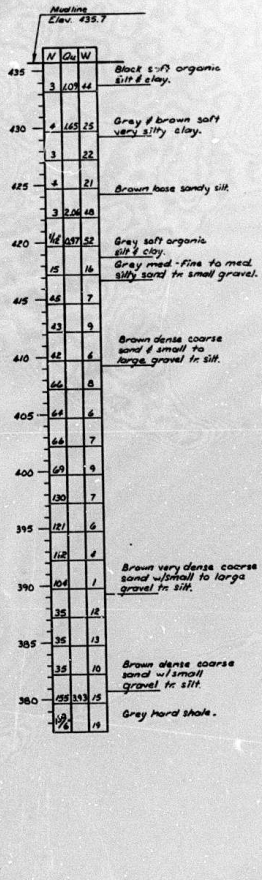 Mudline
Elev. 435.7
N Qu W
435
Black soft organic
silt & clay.
3 1.09 44
430
4 1.65 25
Grey & brown soft
very silty clay.
3 22
425
4 21
Brown loose sandy silt.
3 2.06 48
420
1/12 0.97 52
Grey soft organic
silt & clay.
15 16
Grey med.-fine to med.
silty sand tr. small gravel.
415
45 7
43 9
410
42 6
Brown dense coarse
sand & small to
large gravel tr. silt.
66 8
405
64 6
66 7
400
69 9
130 7
395
121 6
112 4
390
104 1
Brown very dense coarse
sand w/small to large
gravel tr. silt.
35 12
385
35 13
35 10
Brown dense coarse
sand w/small
gravel tr. silt.
380
155 3.93 15
14
Grey hard shale.